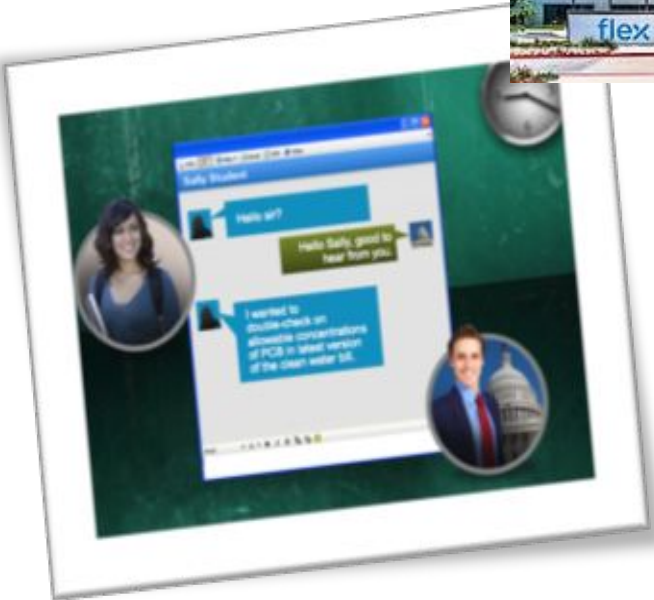 flex
Sally Student
Hello sir?
Hello Sally, good to
hear from you.
I wanted to
double-check on
allowable concentrations
of PCB in latest version
of the clean water bill.